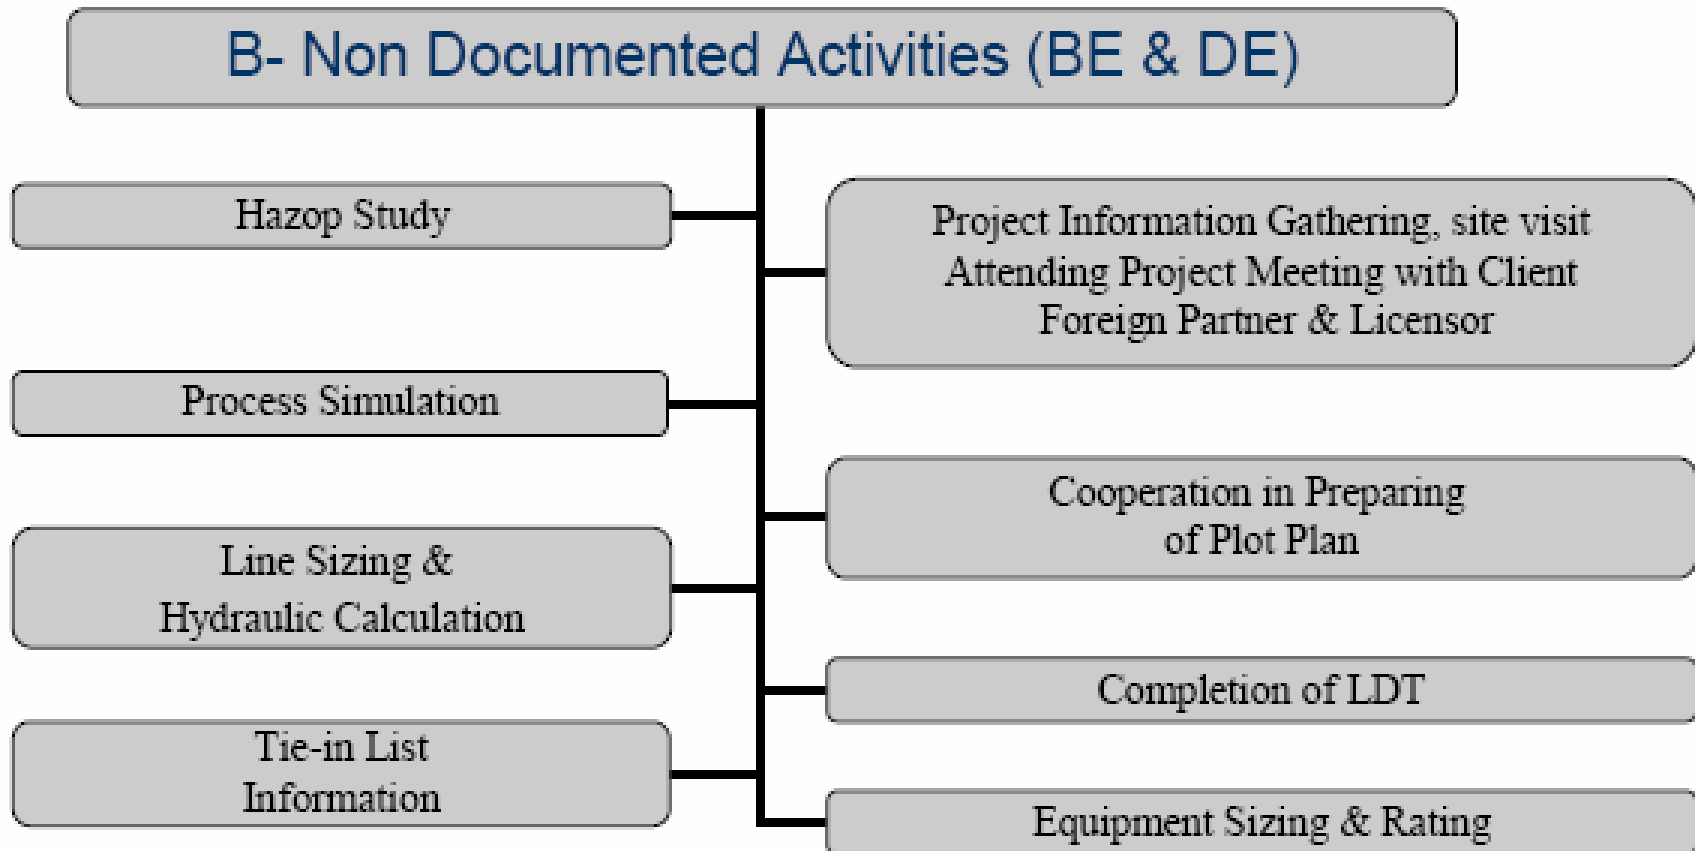 B- Non Documented Activities (BE & DE)
Hazop Study
Process Simulation
Line Sizing &
Hydraulic Calculation
Tie-in List
Information
Project Information Gathering, site visit
Attending Project Meeting with Client
Foreign Partner & Licensor
Cooperation in Preparing
of Plot Plan
Completion of LDT
Equipment Sizing & Rating